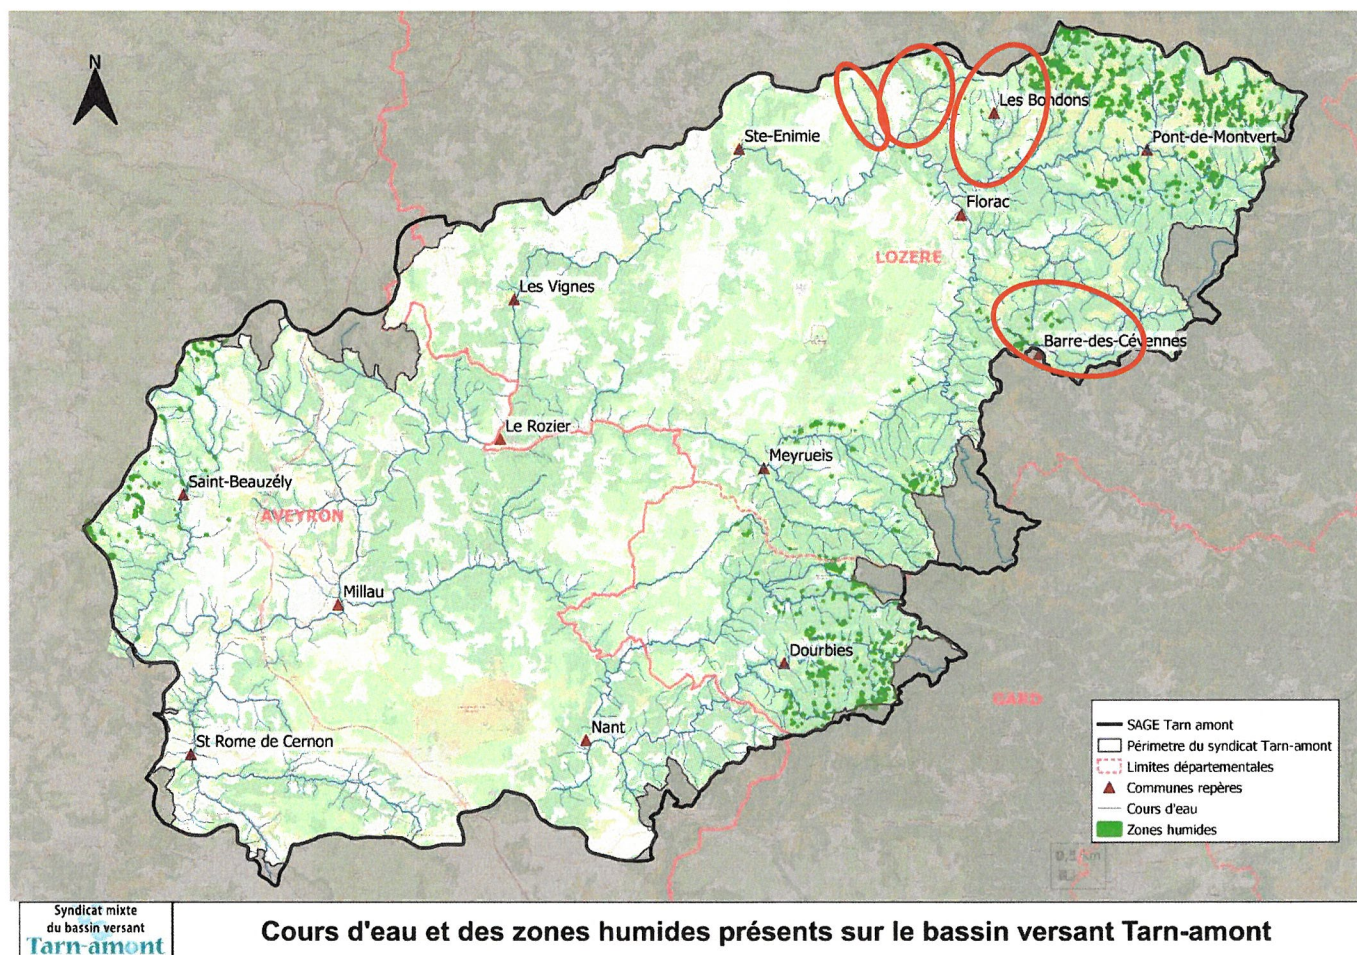 N
Les Bondons
Ste-Enimie
Pont-de-Montvert
Florac
LOZERE
Les Vignes
Barre-des-Cévennes
Le Rozier
Meyrueis
Saint-Beauzély
AVEYRON
Millau
Dourbies
GARD
Nant
St Rome de Cernon
SAGE Tarn amont
Périmetre du syndicat Tarn-amont
Limites départementales
Communes repères
Cours d'eau
Zones humides
Syndicat mixte
du bassin versant
Tarn-amont
Cours d'eau et des zones humides présents sur le bassin versant Tarn-amont